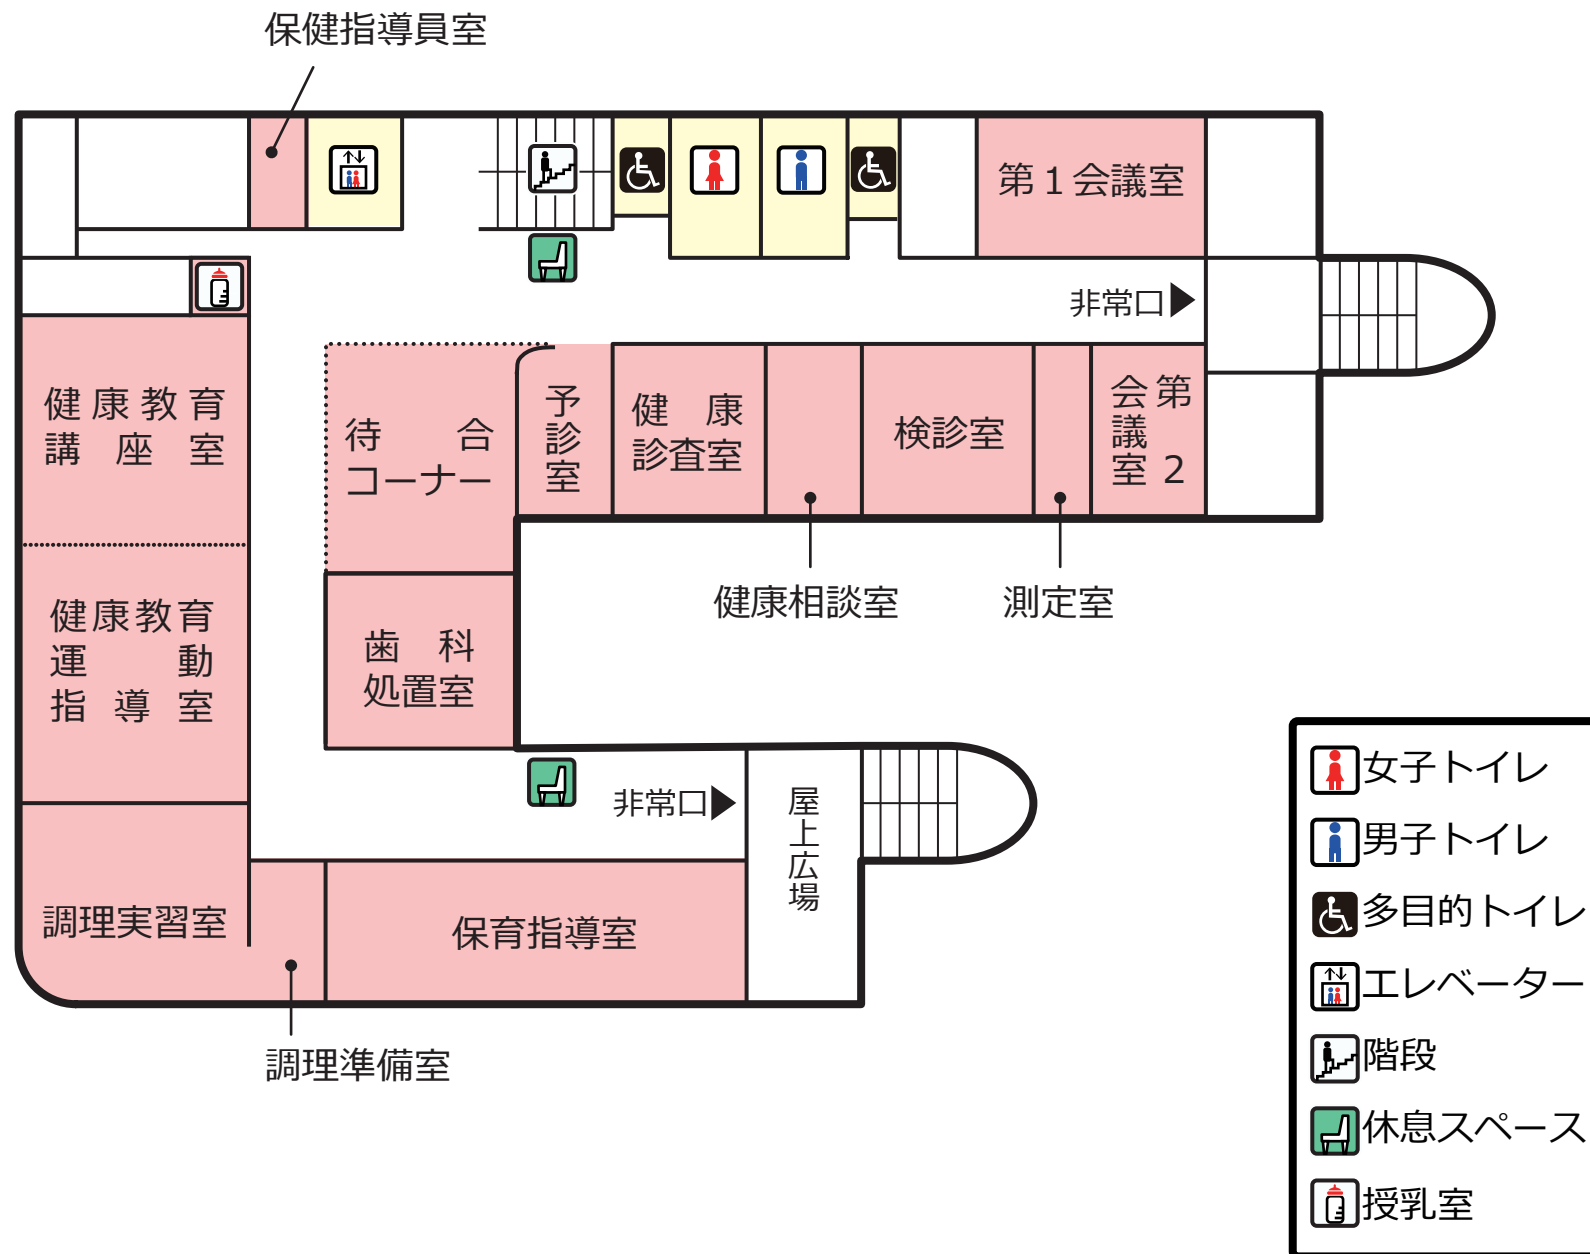 保健指導員室
第1会議室
非常口
健康教育
講座室
待合
コーナー
予診室
健康
診査室
検診室
第2
会議室
健康相談室
測定室
健康教育
運動
指導室
歯科
処置室
非常口
屋上広場
調理実習室
保育指導室
調理準備室
女子トイレ
男子トイレ
多目的トイレ
エレベーター
階段
休息スペース
授乳室